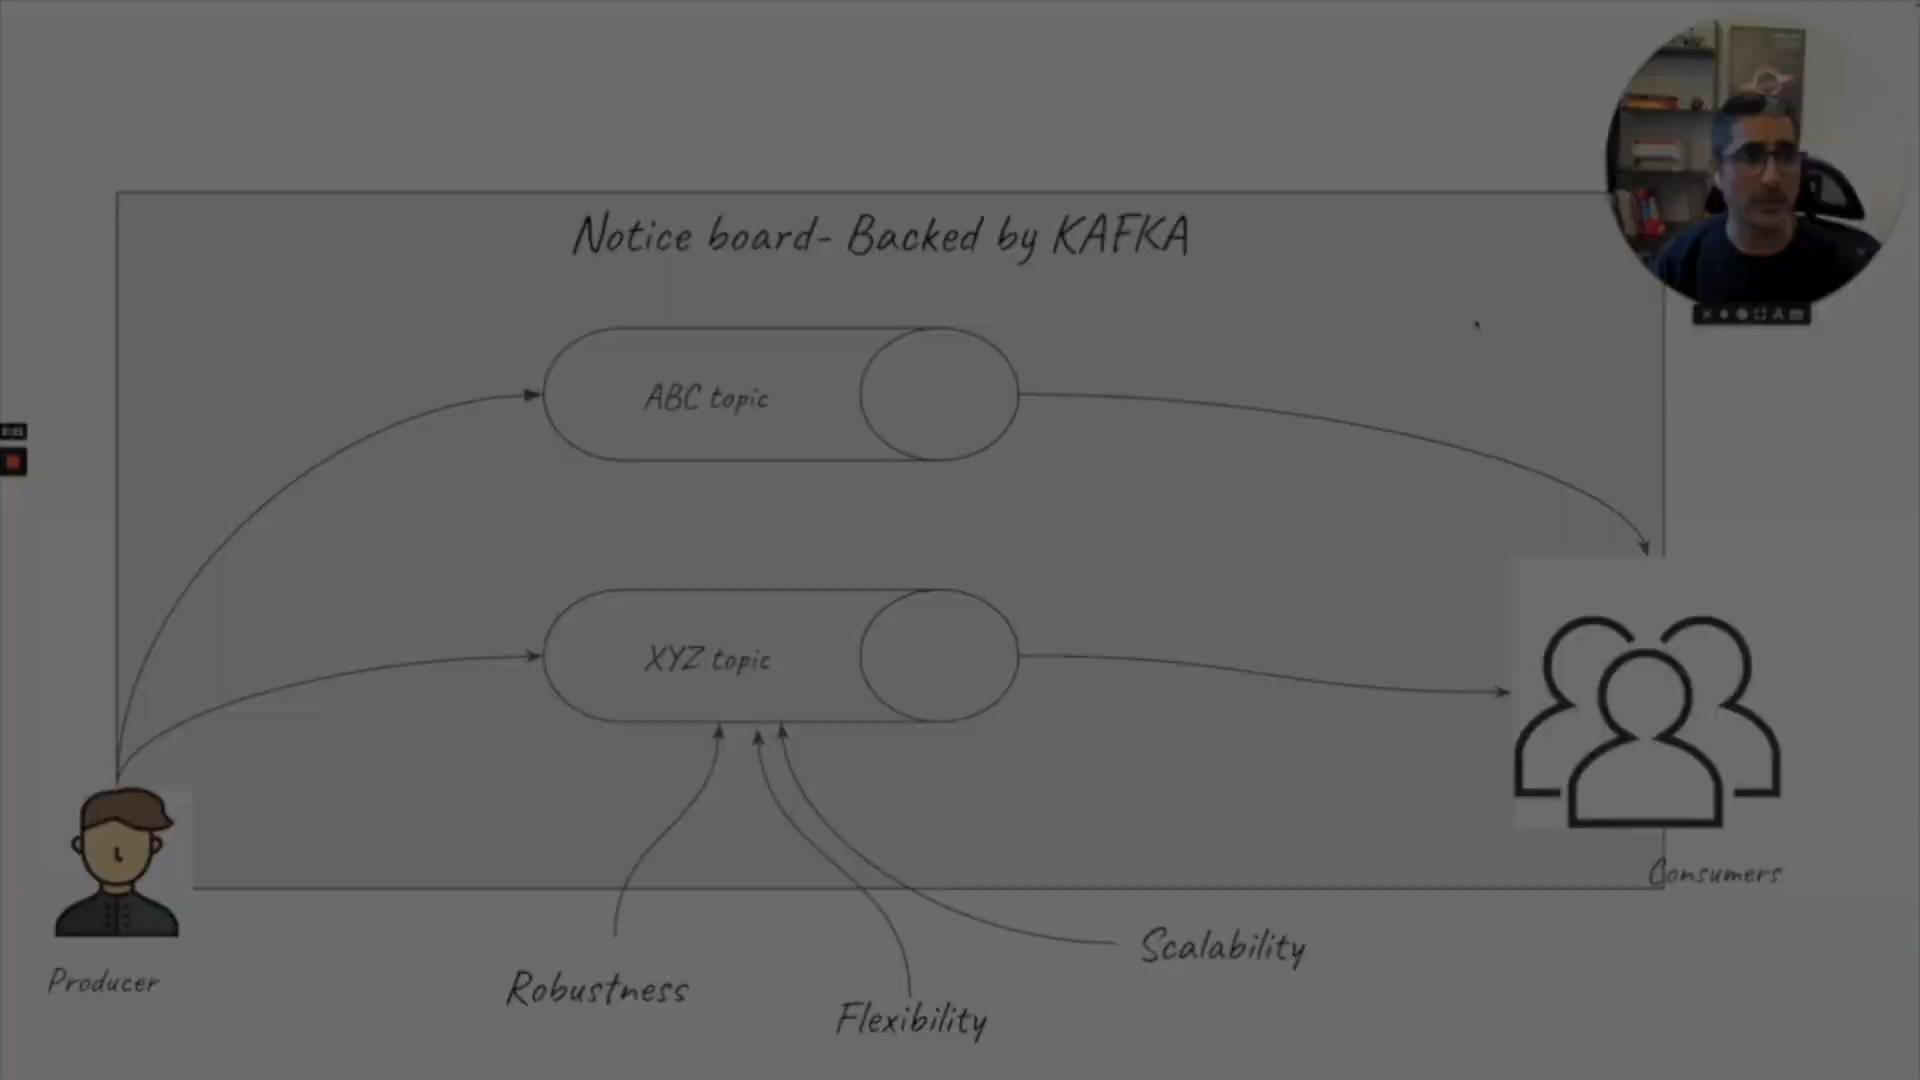 Notice board- Backed by KAFKA
ABC topic
XYZ topic
Consumers
Producer
Robustness
Flexibility
Scalability